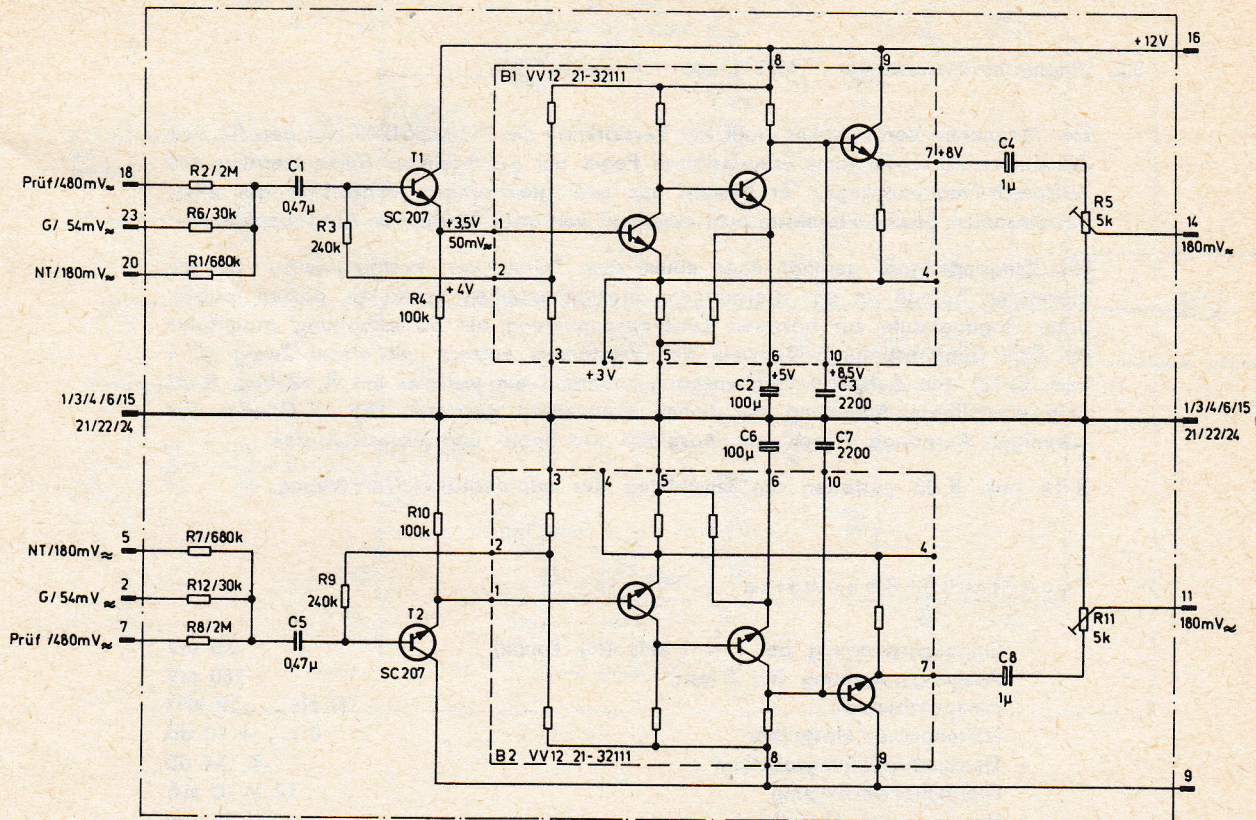 +12V 16
8 9
B1 VV12 21-32111
T1
SC 207
C1
0,47µ
18
Prüf/480mV≈
R2/2M
23
G/ 54mV≈
R6/30k
20
NT/180mV≈
R1/680k
R3
240k
+3,5V
50mV≈
1
2
+4V
R4
100k
7 +8V
C4
1µ
R5
5k
14
180mV≈
4
3 4 5 6 10
+3V
+5V
+8,5V
C2
100µ
C3
2200
1/3/4/6/15
21/22/24
1/3/4/6/15
21/22/24
C6
100µ
C7
2200
3 4 5 6 10
R10
100k
5
NT/180mV≈
R7/680k
2
G/ 54mV≈
R12/30k
7
Prüf/480mV≈
R8/2M
R9
240k
2
1
4
C5
0,47µ
T2
SC 207
7
C8
1µ
R11
5k
11
180mV≈
B2 VV12 21-32111
8 9
9